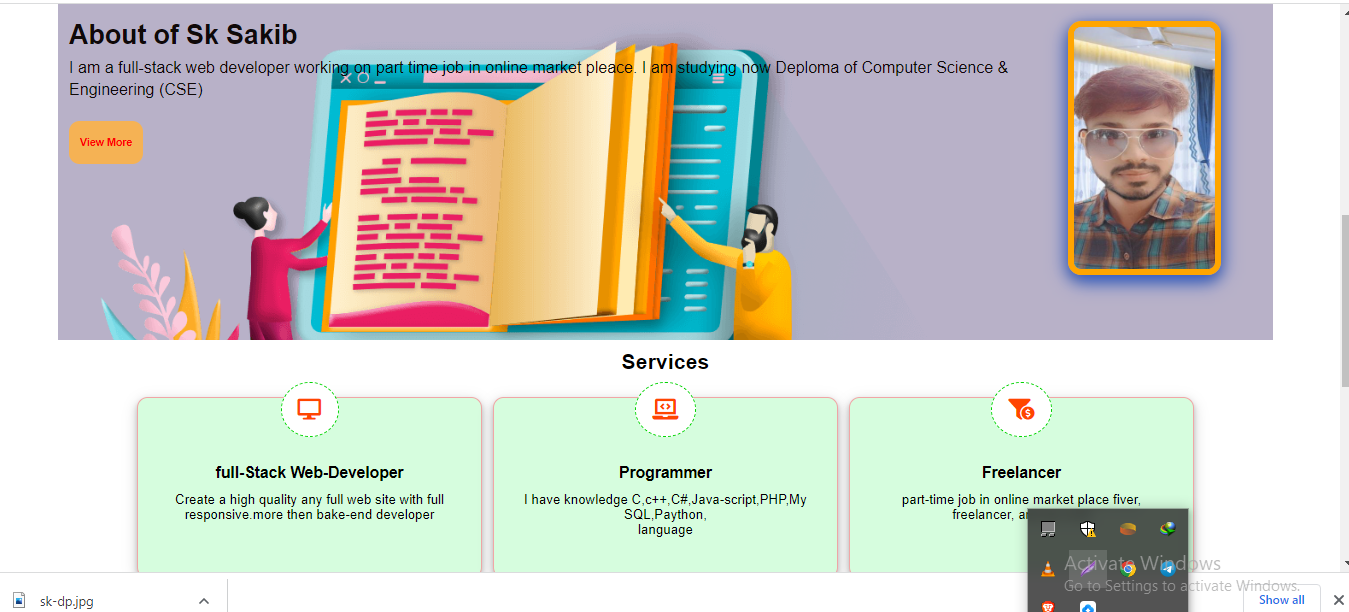 About of Sk Sakib
I am a full-stack web developer working on part time job in online market pleace. I am studying now Deploma of Computer Science &
Engineering (CSE)
View More
Services
full-Stack Web-Developer
Create a high quality any full web site with full
responsive.more then bake-end developer
Programmer
I have knowledge C,c++,C#,Java-script,PHP,My
SQL,Paython,
language
Freelancer
part-time job in online market place fiver,
freelancer,
Activate Windows
Go to Settings to activate Windows.
sk-dp.jpg
Show all